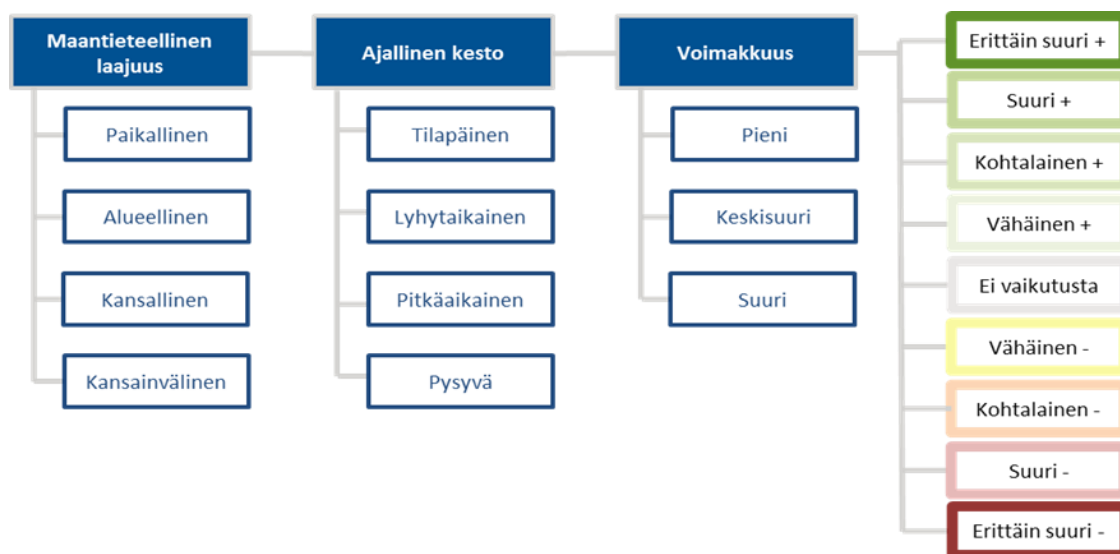 Maantieteellinen
laajuus
Paikallinen
Alueellinen
Kansallinen
Kansainvälinen
Ajallinen kesto
Tilapäinen
Lyhytaikainen
Pitkäaikainen
Pysyvä
Voimakkuus
Pieni
Keskisuuri
Suuri
Erittäin suuri +
Suuri +
Kohtalainen +
Vähäinen +
Ei vaikutusta
Vähäinen -
Kohtalainen -
Suuri -
Erittäin suuri -